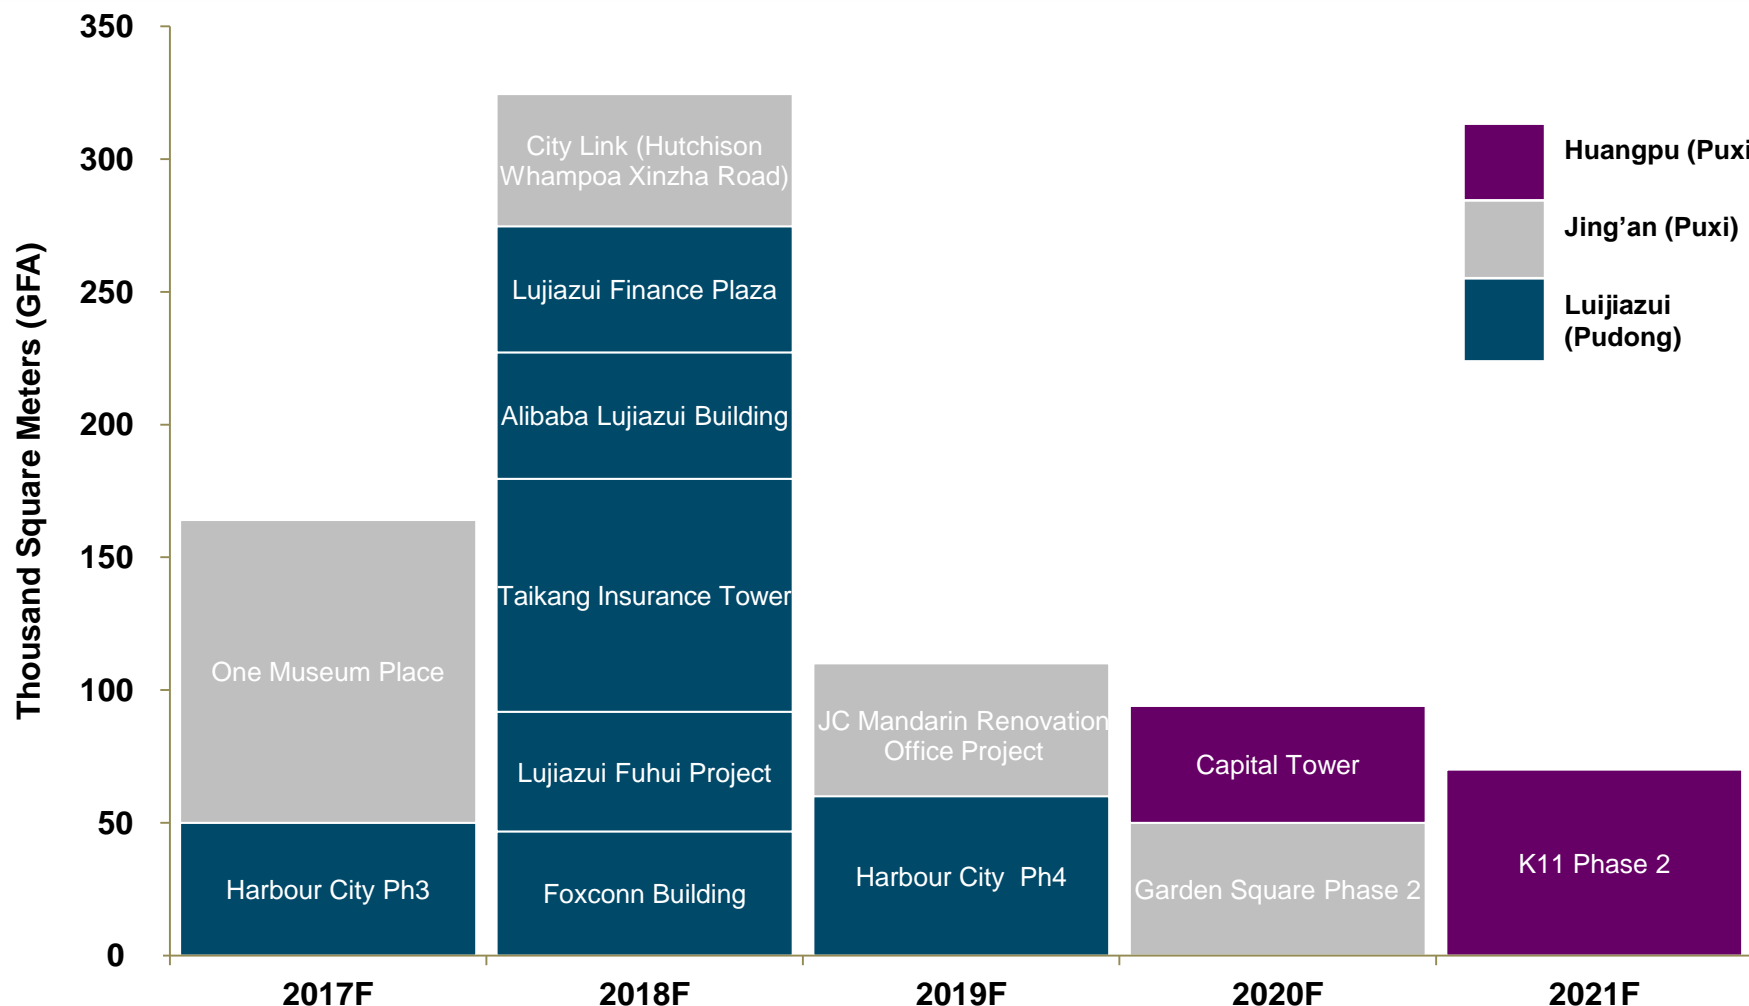 Thousand Square Meters (GFA)
350
300
250
200
150
100
50
0
One Museum Place
Harbour City Ph3
City Link (Hutchison
Whampoa Xinzha Road)
Lujiazui Finance Plaza
Alibaba Lujiazui Building
Taikang Insurance Tower
Lujiazui Fuhui Project
Foxconn Building
JC Mandarin Renovation
Office Project
Harbour City  Ph4
Capital Tower
Garden Square Phase 2
K11 Phase 2
2017F
2018F
2019F
2020F
2021F
Huangpu (Puxi
Jing’an (Puxi)
Luijiazui
(Pudong)